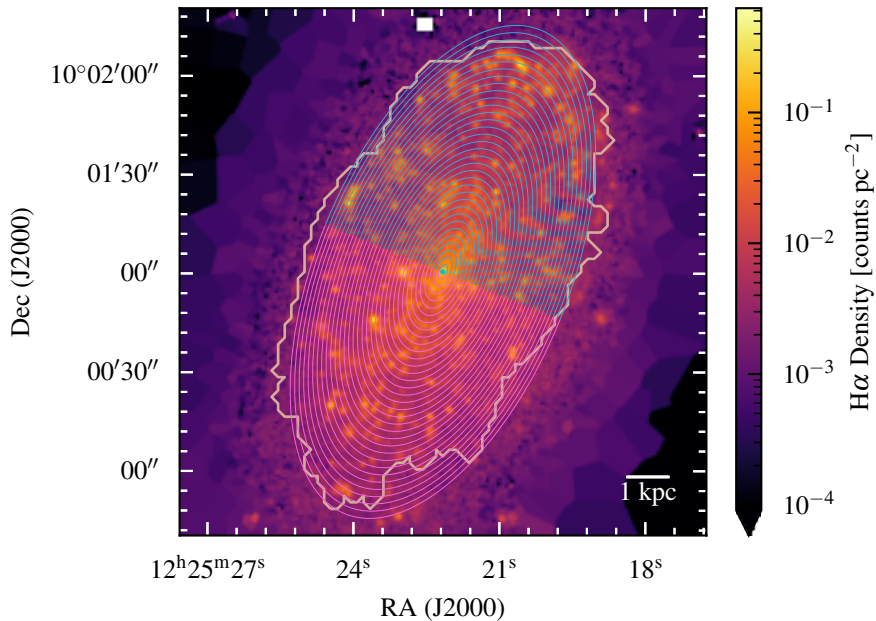 10°02′00″
01′30″
00″
00′30″
00″
Dec (J2000)
12ʰ25ᵐ27ˢ
24ˢ
21ˢ
18ˢ
RA (J2000)
1 kpc
10⁻¹
10⁻²
10⁻³
10⁻⁴
Hα Density [counts pc⁻²]